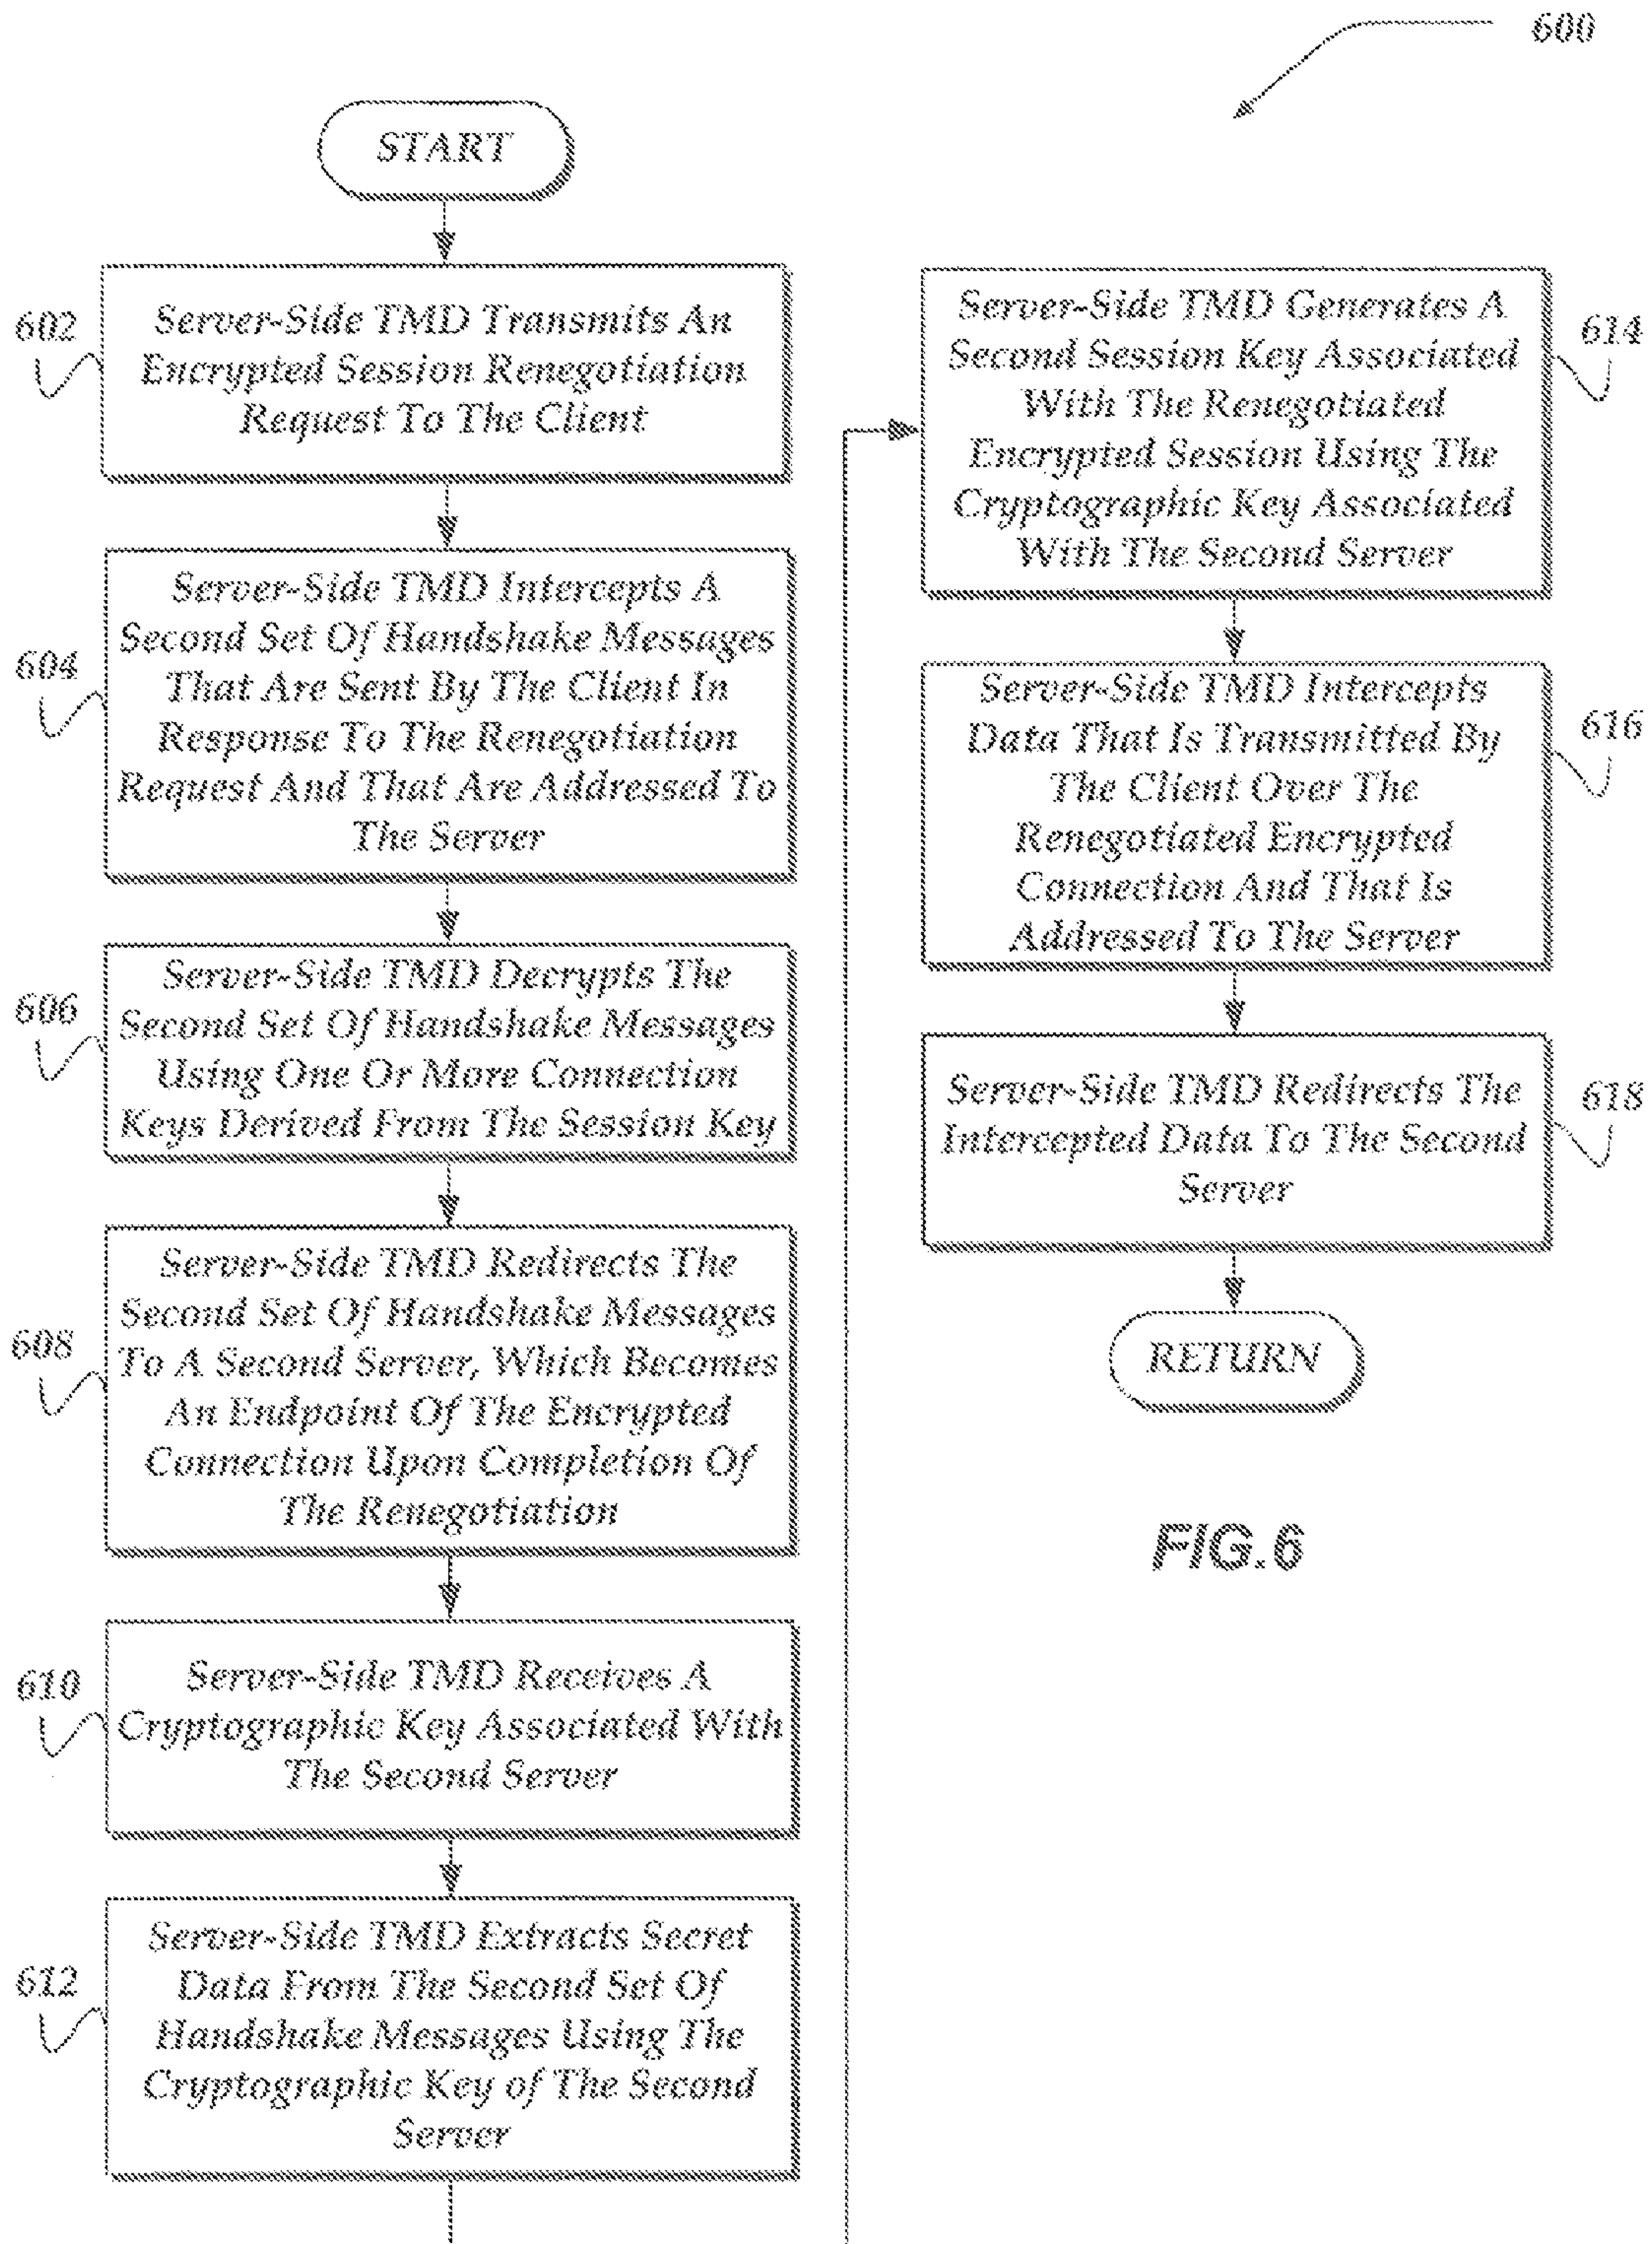 600
START
602
Server-Side TMD Transmits An
Encrypted Session Renegotiation
Request To The Client
604
Server-Side TMD Intercepts A
Second Set Of Handshake Messages
That Are Sent By The Client In
Response To The Renegotiation
Request And That Are Addressed To
The Server
606
Server-Side TMD Decrypts The
Second Set Of Handshake Messages
Using One Or More Connection
Keys Derived From The Session Key
608
Server-Side TMD Redirects The
Second Set Of Handshake Messages
To A Second Server, Which Becomes
An Endpoint Of The Encrypted
Connection Upon Completion Of
The Renegotiation
610
Server-Side TMD Receives A
Cryptographic Key Associated With
The Second Server
612
Server-Side TMD Extracts Secret
Data From The Second Set Of
Handshake Messages Using The
Cryptographic Key of The Second
Server
614
Server-Side TMD Generates A
Second Session Key Associated
With The Renegotiated
Encrypted Session Using The
Cryptographic Key Associated
With The Second Server
616
Server-Side TMD Intercepts
Data That Is Transmitted By
The Client Over The
Renegotiated Encrypted
Connection And That Is
Addressed To The Server
618
Server-Side TMD Redirects The
Intercepted Data To The Second
Server
RETURN
FIG.6